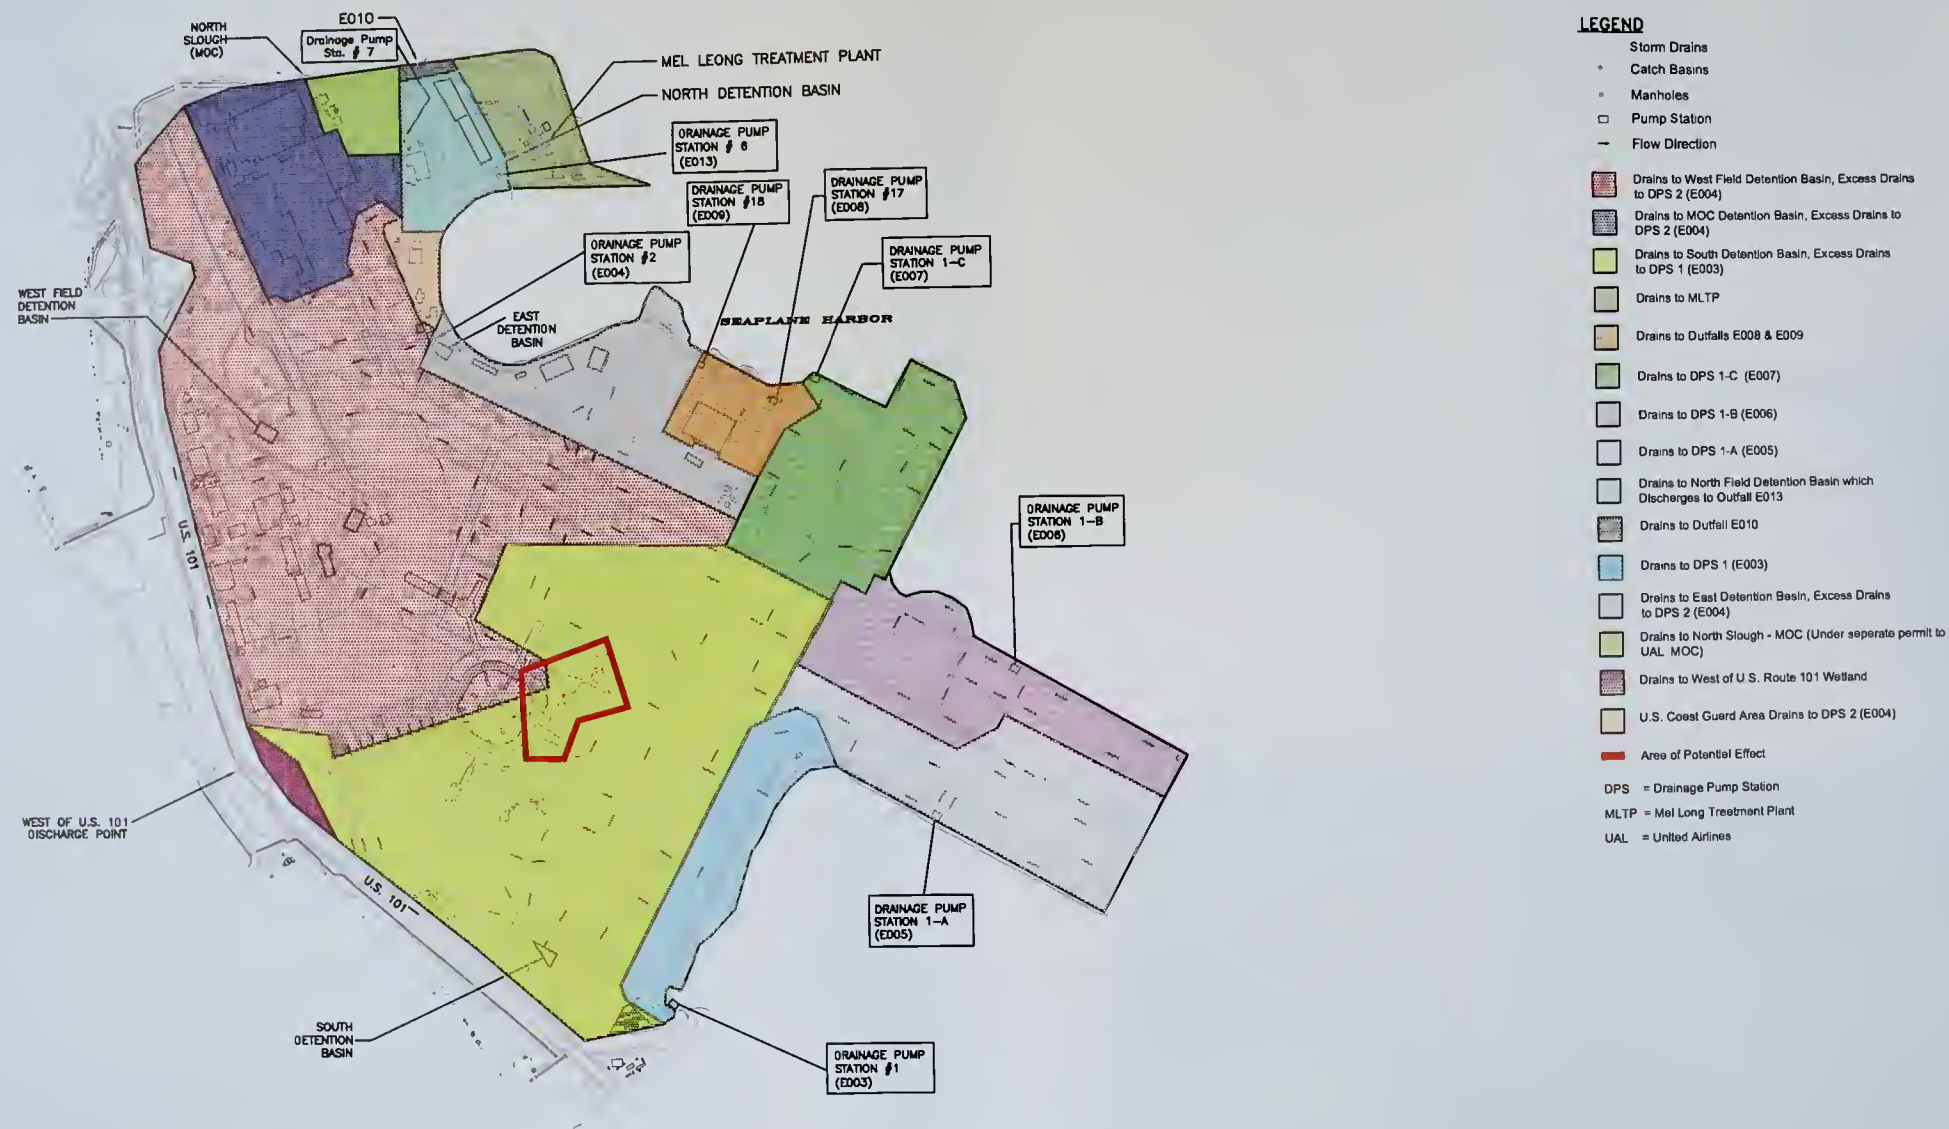 NORTH
SLOUGH
(MOC)
E010
Drainage Pump
Sta. # 7
MEL LEONG TREATMENT PLANT
NORTH DETENTION BASIN
DRAINAGE PUMP
STATION # 6
(E013)
DRAINAGE PUMP
STATION #18
(E009)
DRAINAGE PUMP
STATION #17
(E008)
DRAINAGE PUMP
STATION #2
(E004)
DRAINAGE PUMP
STATION 1-C
(E007)
WEST FIELD
DETENTION
BASIN
EAST
DETENTION
BASIN
SEAPLANE HARBOR
U.S. 101
DRAINAGE PUMP
STATION 1-B
(E006)
WEST OF U.S. 101
DISCHARGE POINT
U.S. 101
DRAINAGE PUMP
STATION 1-A
(E005)
SOUTH
DETENTION
BASIN
DRAINAGE PUMP
STATION #1
(E003)
LEGEND
Storm Drains
Catch Basins
Manholes
Pump Station
Flow Direction
Drains to West Field Detention Basin, Excess Drains
to DPS 2 (E004)
Drains to MOC Detention Basin, Excess Drains to
DPS 2 (E004)
Drains to South Detention Basin, Excess Drains
to DPS 1 (E003)
Drains to MLTP
Drains to Outfalls E008 & E009
Drains to DPS 1-C (E007)
Drains to DPS 1-B (E006)
Drains to DPS 1-A (E005)
Drains to North Field Detention Basin which
Discharges to Outfall E013
Drains to Outfall E010
Drains to DPS 1 (E003)
Drains to East Detention Basin, Excess Drains
to DPS 2 (E004)
Drains to North Slough - MOC (Under seperate permit to
UAL MOC)
Drains to West of U.S. Route 101 Wetland
U.S. Coast Guard Area Drains to DPS 2 (E004)
Area of Potential Effect
DPS = Drainage Pump Station
MLTP = Mel Long Treatment Plant
UAL = United Airlines